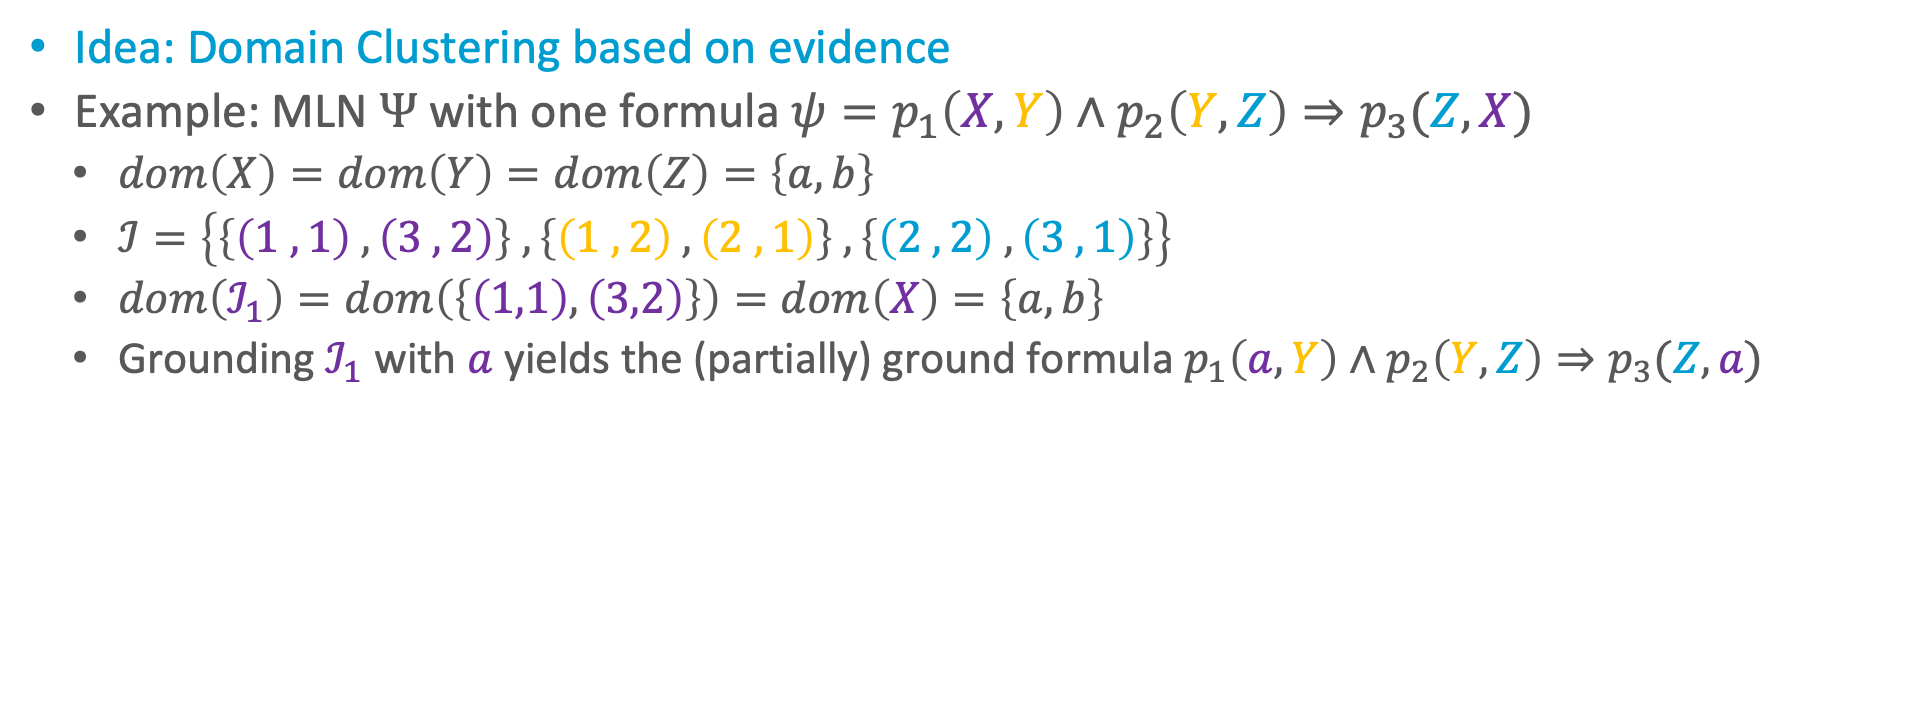 • Idea: Domain Clustering based on evidence
• Example: MLN Ψ with one formula 𝜓 = 𝑝₁(𝑋, 𝑌) ∧ 𝑝₂(𝑌, 𝑍) ⇒ 𝑝₃(𝑍, 𝑋)
• 𝑑𝑜𝑚(𝑋) = 𝑑𝑜𝑚(𝑌) = 𝑑𝑜𝑚(𝑍) = {𝑎, 𝑏}
• ℐ = {{(1 , 1) , (3 , 2)} , {(1 , 2) , (2 , 1)} , {(2 , 2) , (3 , 1)}}
• 𝑑𝑜𝑚(ℐ₁) = 𝑑𝑜𝑚({(1,1), (3,2)}) = 𝑑𝑜𝑚(𝑋) = {𝑎, 𝑏}
• Grounding ℐ₁ with 𝑎 yields the (partially) ground formula 𝑝₁(𝑎, 𝑌) ∧ 𝑝₂(𝑌, 𝑍) ⇒ 𝑝₃(𝑍, 𝑎)